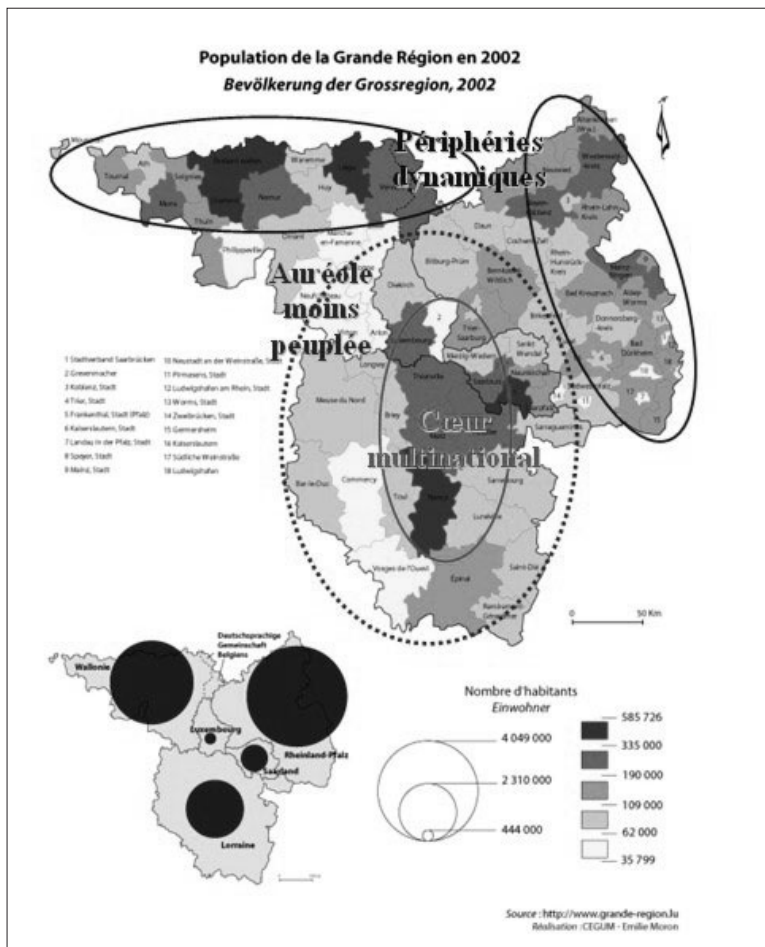 Population de la Grande Région en 2002
Bevölkerung der Grossregion, 2002
Périphéries
dynamiques
Auréole
moins
peuplée
Cœur
multinational
Tournai
Ath
Soignies
Mons
Thuin
Namur
Waremme
Huy
Liège
Philippeville
Dinant
Marche-
en-Famenne
Arlon
Virton
Diekirch
Luxembourg
Bitburg-Prüm
Daun
Cochem-Zell
Bernkastel-
Wittlich
Trier-
Saarburg
Neuwied
Rhein-Lahn-
Kreis
Rhein-
Hunsrück-
Kreis
Bad Kreuznach
Alzey-
Worms
Donnersberg-
kreis
Bad
Dürkheim
Merzig-Wadern
Sankt
Wendel
Neunkirchen
Saarlouis
Longwy
Thionville
Briey
Metz
Meuse du Nord
Bar-le-Duc
Commercy
Toul
Nancy
Sarrebourg
Lunéville
Sarreguemines
Vosges de l'Ouest
Épinal
Saint-Dié
Remiremont-
Gérardmer
1 Stadtverband Saarbrücken
2 Grevenmacher
3 Koblenz, Stadt
4 Trier, Stadt
5 Frankenthal, Stadt (Pfalz)
6 Kaiserslautern, Stadt
7 Landau in der Pfalz, Stadt
8 Speyer, Stadt
9 Mainz, Stadt
10 Neustadt an der Weinstraße, Stadt
11 Pirmasens, Stadt
12 Ludwigshafen am Rhein, Stadt
13 Worms, Stadt
14 Zweibrücken, Stadt
15 Germersheim
16 Kaiserslautern
17 Südliche Weinstraße
18 Ludwigshafen
0 50 Km
Deutschsprachige
Gemeinschaft
Belgiens
Wallonie
Luxembourg
Rheinland-Pfalz
Saarland
Lorraine
Nombre d'habitants
Einwohner
4 049 000
2 310 000
444 000
585 726
335 000
190 000
109 000
62 000
35 799
Source : http://www.grande-region.lu
Réalisation : CEGUM - Emilie Moron